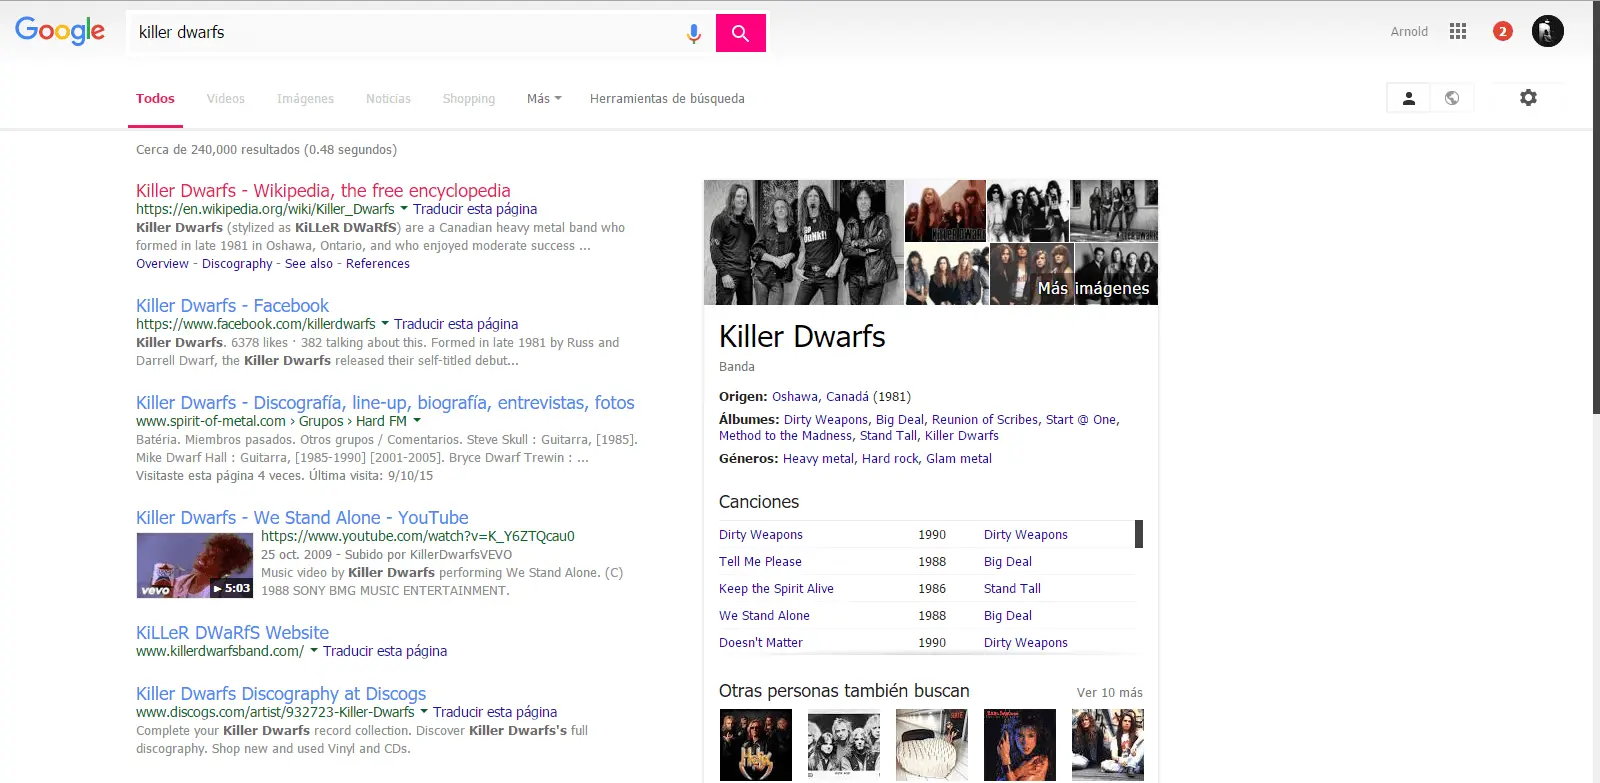 Google
killer dwarfs
Arnold
2
Todos Videos Imágenes Noticias Shopping Más Herramientas de búsqueda
Cerca de 240,000 resultados (0.48 segundos)
Killer Dwarfs - Wikipedia, the free encyclopedia
https://en.wikipedia.org/wiki/Killer_Dwarfs Traducir esta página
Killer Dwarfs (stylized as KiLLeR DWaRfS) are a Canadian heavy metal band who
formed in late 1981 in Oshawa, Ontario, and who enjoyed moderate success ...
Overview - Discography - See also - References
Killer Dwarfs - Facebook
https://www.facebook.com/killerdwarfs Traducir esta página
Killer Dwarfs. 6378 likes · 382 talking about this. Formed in late 1981 by Russ and
Darrell Dwarf, the Killer Dwarfs released their self-titled debut...
Killer Dwarfs - Discografía, line-up, biografía, entrevistas, fotos
www.spirit-of-metal.com › Grupos › Hard FM
Batéria. Miembros pasados. Otros grupos / Comentarios. Steve Skull : Guitarra, [1985].
Mike Dwarf Hall : Guitarra, [1985-1990] [2001-2005]. Bryce Dwarf Trewin : ...
Visitaste esta página 4 veces. Última visita: 9/10/15
Killer Dwarfs - We Stand Alone - YouTube
vevo
5:03
https://www.youtube.com/watch?v=K_Y6ZTQcau0
25 oct. 2009 - Subido por KillerDwarfsVEVO
Music video by Killer Dwarfs performing We Stand Alone. (C)
1988 SONY BMG MUSIC ENTERTAINMENT.
KiLLeR DWaRfS Website
www.killerdwarfsband.com/ Traducir esta página
Killer Dwarfs Discography at Discogs
www.discogs.com/artist/932723-Killer-Dwarfs Traducir esta página
Complete your Killer Dwarfs record collection. Discover Killer Dwarfs's full
discography. Shop new and used Vinyl and CDs.
Más imágenes
Killer Dwarfs
Banda
Origen: Oshawa, Canadá (1981)
Álbumes: Dirty Weapons, Big Deal, Reunion of Scribes, Start @ One,
Method to the Madness, Stand Tall, Killer Dwarfs
Géneros: Heavy metal, Hard rock, Glam metal
Canciones
Dirty Weapons 1990 Dirty Weapons
Tell Me Please 1988 Big Deal
Keep the Spirit Alive 1986 Stand Tall
We Stand Alone 1988 Big Deal
Doesn't Matter 1990 Dirty Weapons
Otras personas también buscan Ver 10 más
Helix